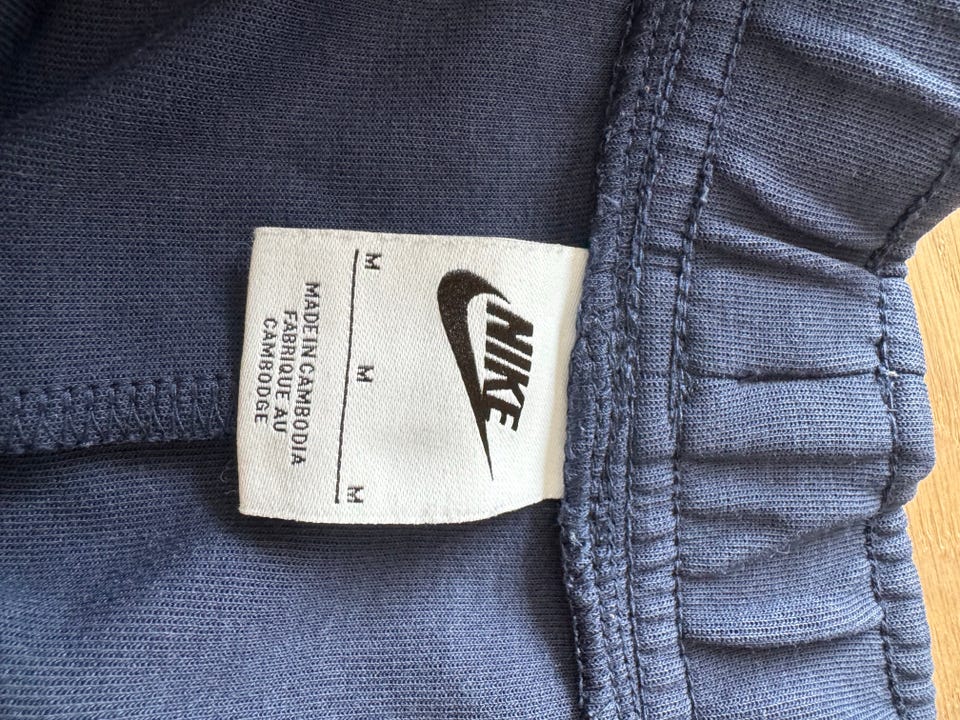 NIKE
M M M
MADE IN CAMBODIA
FABRIQUE AU
CAMBODGE